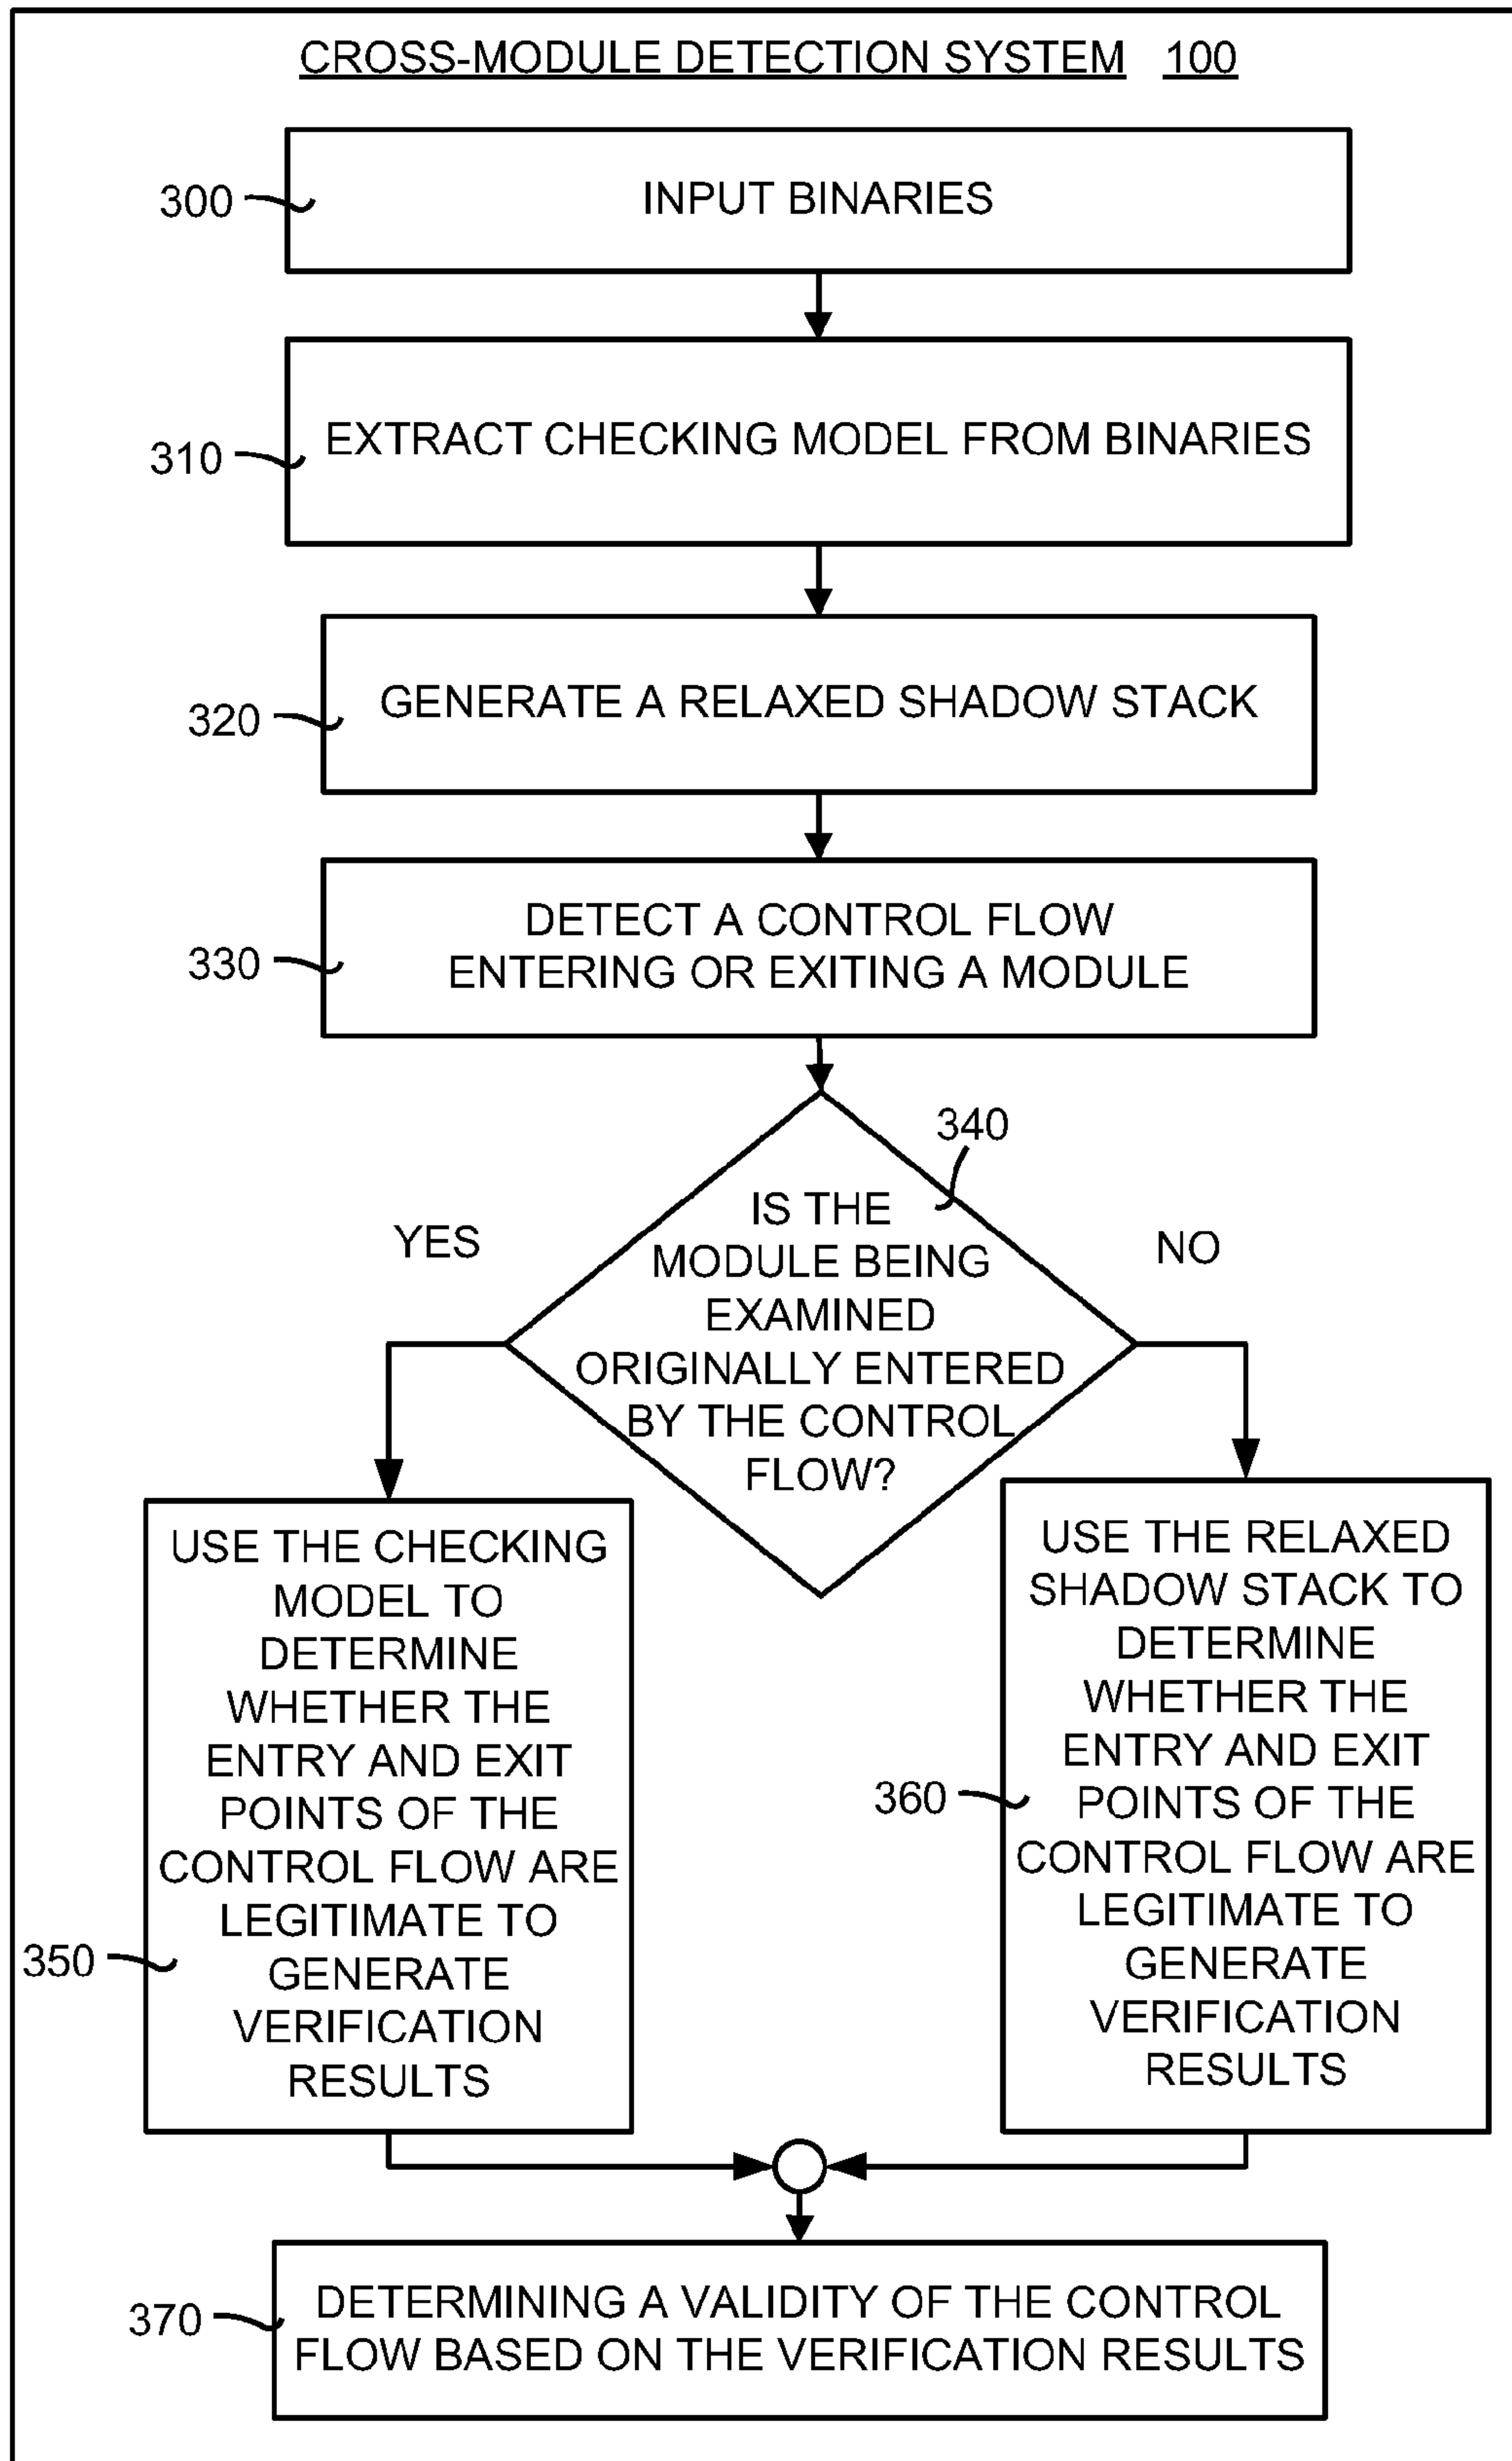 CROSS-MODULE DETECTION SYSTEM 100
300
INPUT BINARIES
310
EXTRACT CHECKING MODEL FROM BINARIES
320
GENERATE A RELAXED SHADOW STACK
330
DETECT A CONTROL FLOW
ENTERING OR EXITING A MODULE
340
IS THE
MODULE BEING
EXAMINED
ORIGINALLY ENTERED
BY THE CONTROL
FLOW?
YES
NO
350
USE THE CHECKING
MODEL TO
DETERMINE
WHETHER THE
ENTRY AND EXIT
POINTS OF THE
CONTROL FLOW ARE
LEGITIMATE TO
GENERATE
VERIFICATION
RESULTS
360
USE THE RELAXED
SHADOW STACK TO
DETERMINE
WHETHER THE
ENTRY AND EXIT
POINTS OF THE
CONTROL FLOW ARE
LEGITIMATE TO
GENERATE
VERIFICATION
RESULTS
370
DETERMINING A VALIDITY OF THE CONTROL
FLOW BASED ON THE VERIFICATION RESULTS